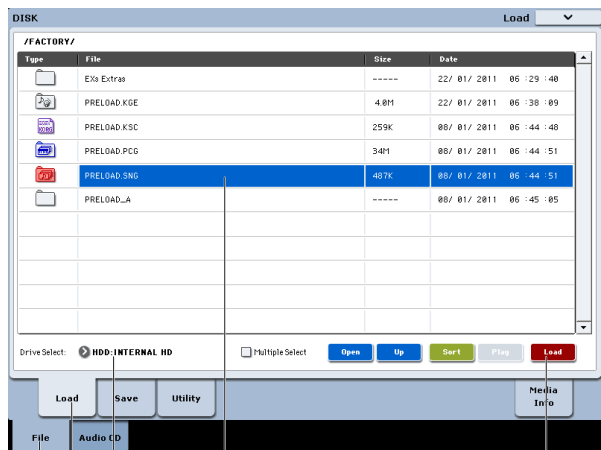 DISK Load
/FACTORY/
Type File Size Date
EXs Extras ----- 22/ 01/ 2011 06 :29 :40
PRELOAD.KGE 4.0M 22/ 01/ 2011 06 :38 :09
KORG PRELOAD.KSC 259K 08/ 01/ 2011 06 :44 :48
PRELOAD.PCG 34M 08/ 01/ 2011 06 :44 :51
PRELOAD.SNG 487K 08/ 01/ 2011 06 :44 :51
PRELOAD_A ----- 08/ 01/ 2011 06 :45 :05
Drive Select: HDD:INTERNAL HD Multiple Select Open Up Sort Play Load
Load Save Utility Media Info
File Audio CD